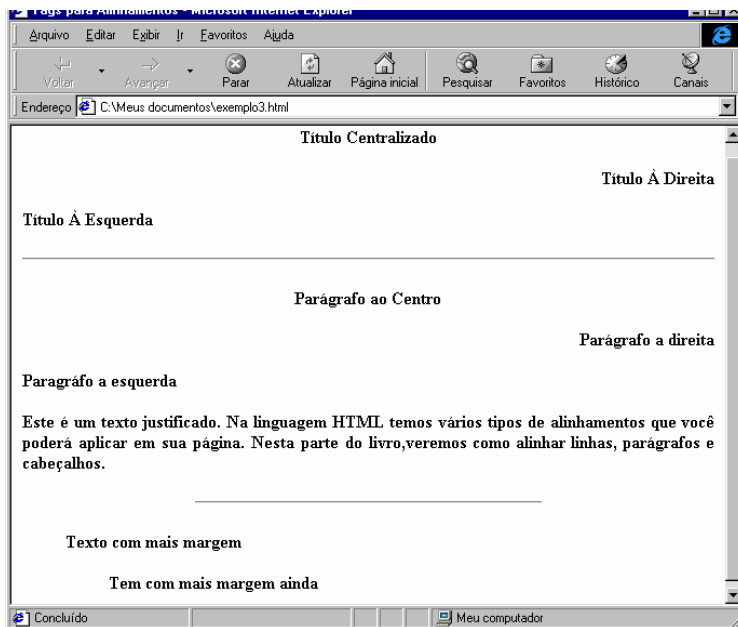 Tags para Alinhamentos - Microsoft Internet Explorer
Arquivo Editar Exibir Ir Favoritos Ajuda
Voltar Avançar Parar Atualizar Página inicial Pesquisar Favoritos Histórico Canais
Endereço C:\Meus documentos\exemplo3.html
Título Centralizado
Título À Direita
Título À Esquerda
Parágrafo ao Centro
Parágrafo a direita
Paragráfo a esquerda
Este é um texto justificado. Na linguagem HTML temos vários tipos de alinhamentos que você
poderá aplicar em sua página. Nesta parte do livro,veremos como alinhar linhas, parágrafos e
cabeçalhos.
Texto com mais margem
Tem com mais margem ainda
Concluído Meu computador